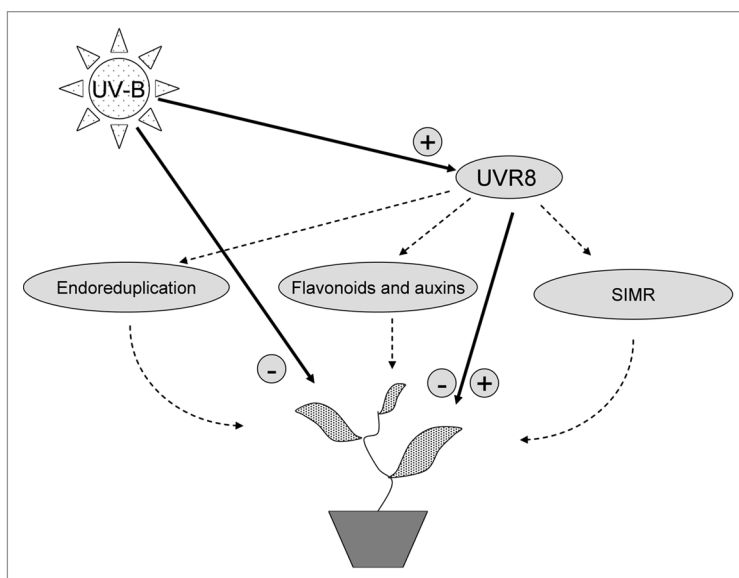 UV-B
+
UVR8
Endoreduplication
Flavonoids and auxins
SIMR
-
- +